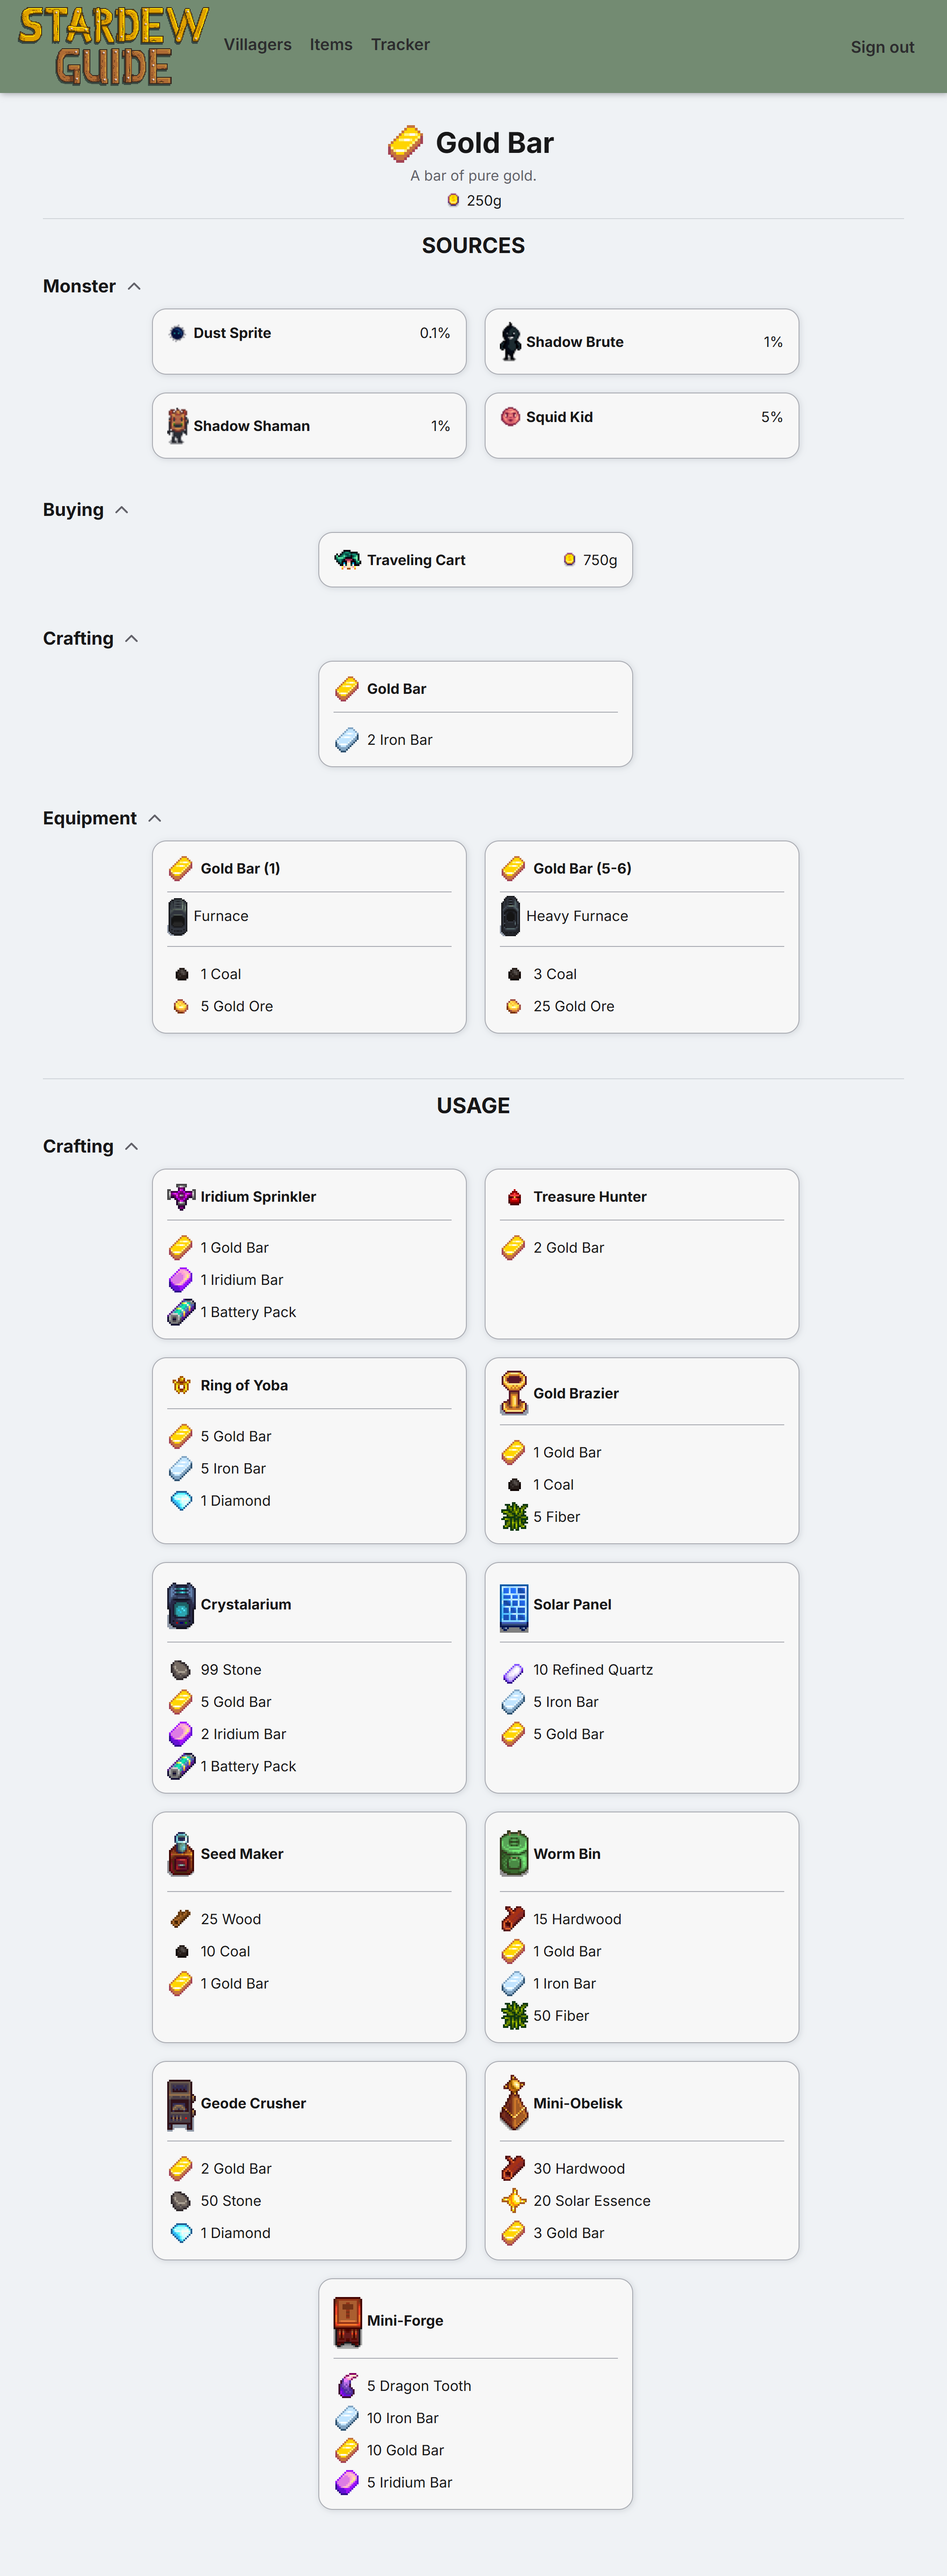 STARDEW
GUIDE
Villagers Items Tracker
Sign out
Gold Bar
A bar of pure gold.
250g
SOURCES
Monster
Dust Sprite 0.1%
Shadow Brute 1%
Shadow Shaman 1%
Squid Kid 5%
Buying
Traveling Cart 750g
Crafting
Gold Bar
2 Iron Bar
Equipment
Gold Bar (1)
Furnace
1 Coal
5 Gold Ore
Gold Bar (5-6)
Heavy Furnace
3 Coal
25 Gold Ore
USAGE
Crafting
Iridium Sprinkler
1 Gold Bar
1 Iridium Bar
1 Battery Pack
Treasure Hunter
2 Gold Bar
Ring of Yoba
5 Gold Bar
5 Iron Bar
1 Diamond
Gold Brazier
1 Gold Bar
1 Coal
5 Fiber
Crystalarium
99 Stone
5 Gold Bar
2 Iridium Bar
1 Battery Pack
Solar Panel
10 Refined Quartz
5 Iron Bar
5 Gold Bar
Seed Maker
25 Wood
10 Coal
1 Gold Bar
Worm Bin
15 Hardwood
1 Gold Bar
1 Iron Bar
50 Fiber
Geode Crusher
2 Gold Bar
50 Stone
1 Diamond
Mini-Obelisk
30 Hardwood
20 Solar Essence
3 Gold Bar
Mini-Forge
5 Dragon Tooth
10 Iron Bar
10 Gold Bar
5 Iridium Bar